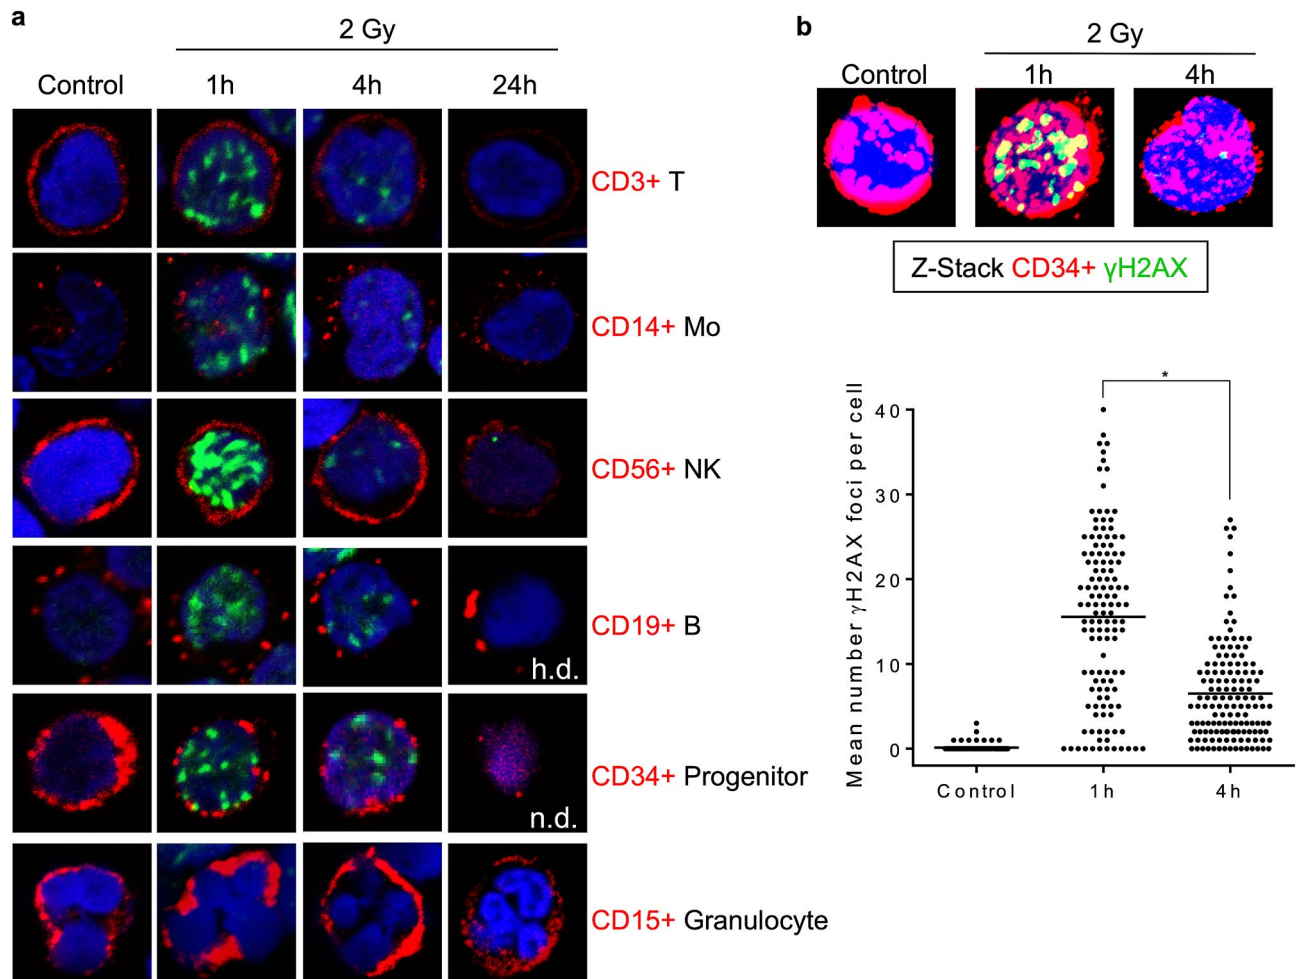 a
2 Gy
Control 1h 4h 24h
CD3+ T
CD14+ Mo
CD56+ NK
CD19+ B
h.d.
CD34+ Progenitor
n.d.
CD15+ Granulocyte
b
2 Gy
Control 1h 4h
Z-Stack CD34+ γH2AX
Mean number γH2AX foci per cell
*
40
30
20
10
0
Control 1h 4h